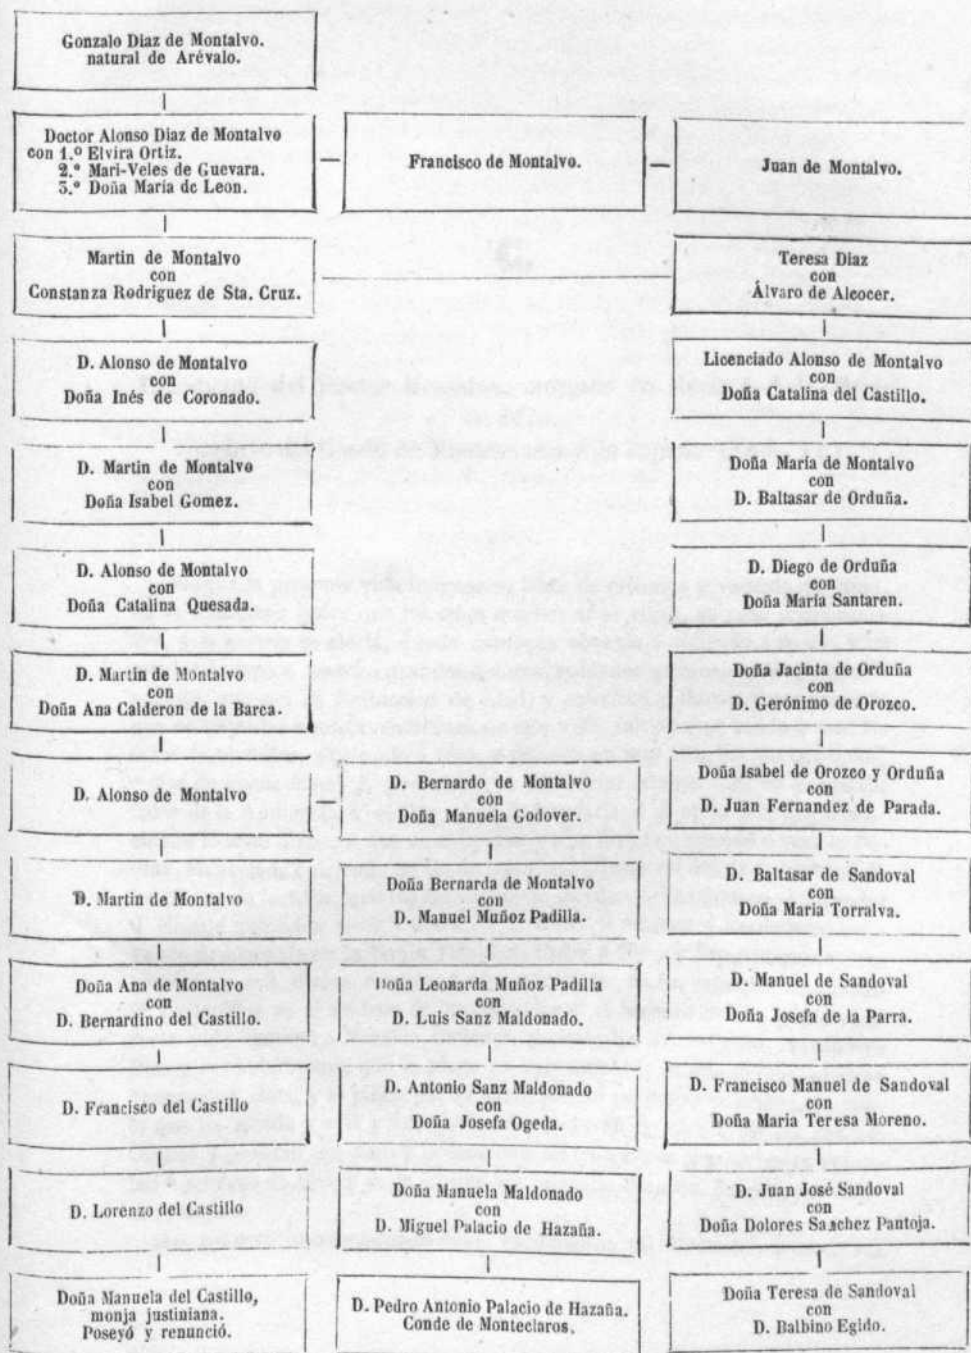 Gonzalo Diaz de Montalvo.
natural de Arévalo.
Doctor Alonso Diaz de Montalvo
con 1.º Elvira Ortiz.
2.º Mari-Veles de Guevara.
3.º Doña María de Leon.
Francisco de Montalvo.
Juan de Montalvo.
Martin de Montalvo
con
Constanza Rodriguez de Sta. Cruz.
Teresa Diaz
con
Álvaro de Alcocer.
D. Alonso de Montalvo
con
Doña Inés de Coronado.
Licenciado Alonso de Montalvo
con
Doña Catalina del Castillo.
D. Martin de Montalvo
con
Doña Isabel Gomez.
Doña María de Montalvo
con
D. Baltasar de Orduña.
D. Alonso de Montalvo
con
Doña Catalina Quesada.
D. Diego de Orduña
con
Doña María Santaren.
D. Martin de Montalvo
con
Doña Ana Calderon de la Barca.
Doña Jacinta de Orduña
con
D. Gerónimo de Orozco.
D. Alonso de Montalvo
D. Bernardo de Montalvo
con
Doña Manuela Godover.
Doña Isabel de Orozco y Orduña
con
D. Juan Fernandez de Parada.
D. Martin de Montalvo
Doña Bernarda de Montalvo
con
D. Manuel Muñoz Padilla.
D. Baltasar de Sandoval
con
Doña María Torralva.
Doña Ana de Montalvo
con
D. Bernardino del Castillo.
Doña Leonarda Muñoz Padilla
con
D. Luis Sanz Maldonado.
D. Manuel de Sandoval
con
Doña Josefa de la Parra.
D. Francisco del Castillo
D. Antonio Sanz Maldonado
con
Doña Josefa Ogeda.
D. Francisco Manuel de Sandoval
con
Doña Maria Teresa Moreno.
D. Lorenzo del Castillo
Doña Manuela Maldonado
con
D. Miguel Palacio de Hazaña.
D. Juan José Sandoval
con
Doña Dolores Sanchez Pantoja.
Doña Manuela del Castillo,
monja justiniana.
Poseyó y renunció.
D. Pedro Antonio Palacio de Hazaña.
Conde de Monteclaros.
Doña Teresa de Sandoval
con
D. Balbino Egido.